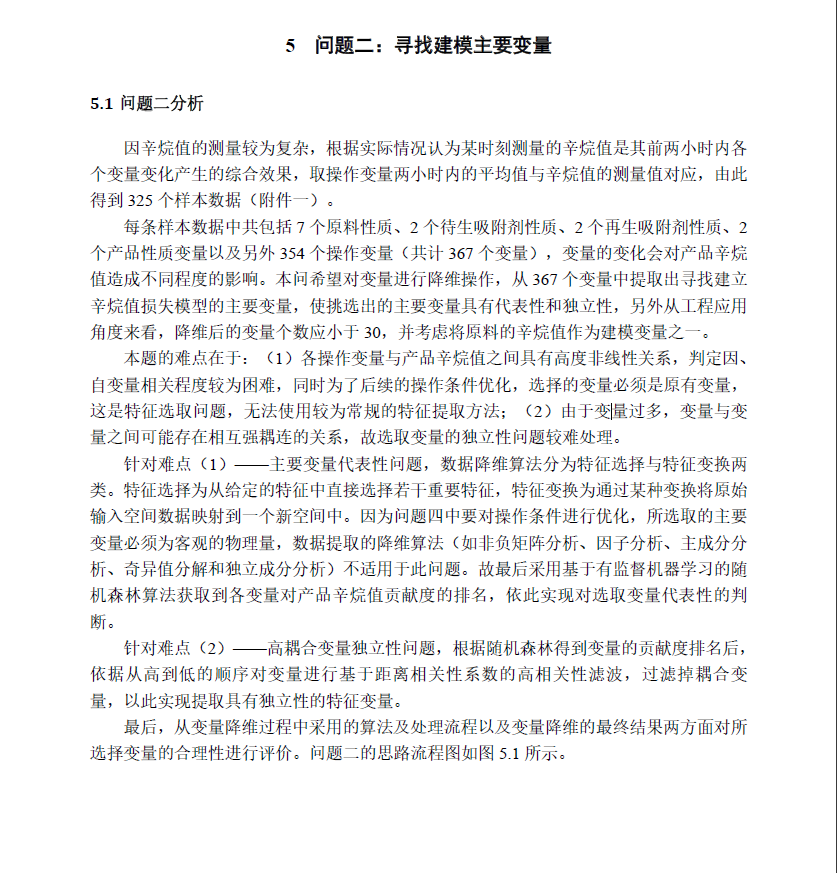 5 问题二：寻找建模主要变量
5.1 问题二分析
因辛烷值的测量较为复杂，根据实际情况认为某时刻测量的辛烷值是其前两小时内各
个变量变化产生的综合效果，取操作变量两小时内的平均值与辛烷值的测量值对应，由此
得到 325 个样本数据（附件一）。
每条样本数据中共包括 7 个原料性质、2 个待生吸附剂性质、2 个再生吸附剂性质、2
个产品性质变量以及另外 354 个操作变量（共计 367 个变量），变量的变化会对产品辛烷
值造成不同程度的影响。本问希望对变量进行降维操作，从 367 个变量中提取出寻找建立
辛烷值损失模型的主要变量，使挑选出的主要变量具有代表性和独立性，另外从工程应用
角度来看，降维后的变量个数应小于 30，并考虑将原料的辛烷值作为建模变量之一。
本题的难点在于：（1）各操作变量与产品辛烷值之间具有高度非线性关系，判定因、
自变量相关程度较为困难，同时为了后续的操作条件优化，选择的变量必须是原有变量，
这是特征选取问题，无法使用较为常规的特征提取方法；（2）由于变量过多，变量与变
量之间可能存在相互强耦连的关系，故选取变量的独立性问题较难处理。
针对难点（1）——主要变量代表性问题，数据降维算法分为特征选择与特征变换两
类。特征选择为从给定的特征中直接选择若干重要特征，特征变换为通过某种变换将原始
输入空间数据映射到一个新空间中。因为问题四中要对操作条件进行优化，所选取的主要
变量必须为客观的物理量，数据提取的降维算法（如非负矩阵分析、因子分析、主成分分
析、奇异值分解和独立成分分析）不适用于此问题。故最后采用基于有监督机器学习的随
机森林算法获取到各变量对产品辛烷值贡献度的排名，依此实现对选取变量代表性的判
断。
针对难点（2）——高耦合变量独立性问题，根据随机森林得到变量的贡献度排名后，
依据从高到低的顺序对变量进行基于距离相关性系数的高相关性滤波，过滤掉耦合变
量，以此实现提取具有独立性的特征变量。
最后，从变量降维过程中采用的算法及处理流程以及变量降维的最终结果两方面对所
选择变量的合理性进行评价。问题二的思路流程图如图 5.1 所示。